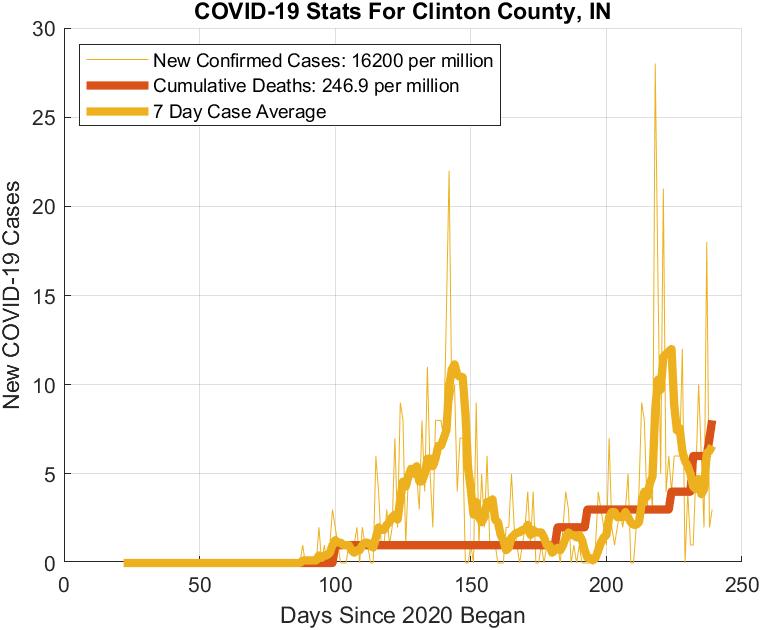 COVID-19 Stats For Clinton County, IN
New Confirmed Cases: 16200 per million
Cumulative Deaths: 246.9 per million
7 Day Case Average
New COVID-19 Cases
30
25
20
15
10
5
0
0 50 100 150 200 250
Days Since 2020 Began